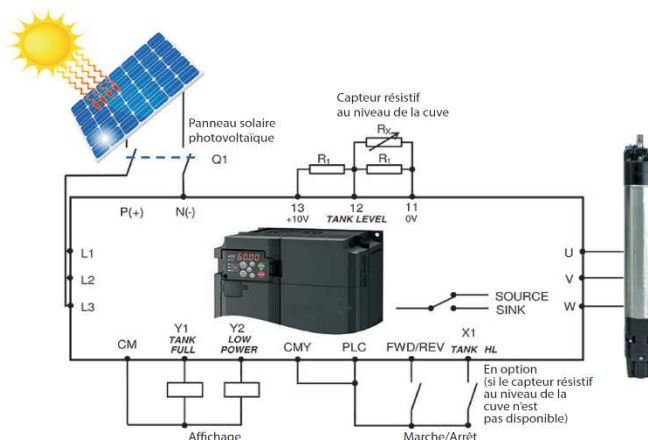 Panneau solaire
photovoltaïque
Q1
Capteur résistif
au niveau de la cuve
RX
R1
R1
P(+)
N(-)
13
+10V
12
TANK LEVEL
11
0V
L1
L2
L3
60.00
U
V
W
SOURCE
SINK
CM
Y1
TANK
FULL
Y2
LOW
POWER
CMY
PLC
FWD/REV
X1
TANK HL
En option
(si le capteur résistif
au niveau de la
cuve n'est
pas disponible)
Affichage
Marche/Arrêt